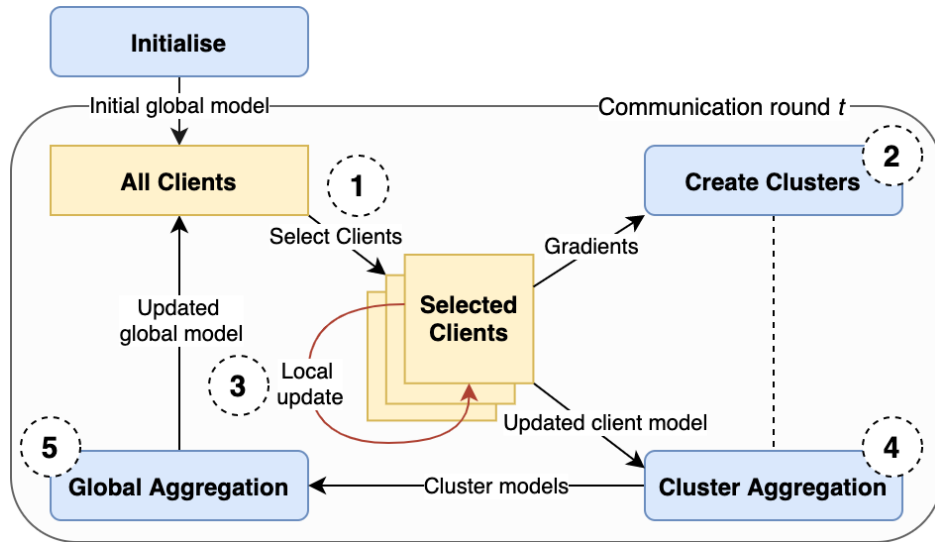 Initialise
Initial global model
Communication round t
All Clients
1
2
Create Clusters
Select Clients
Gradients
Selected
Clients
Updated
global model
3
Local
update
Updated client model
5
4
Global Aggregation
Cluster models
Cluster Aggregation